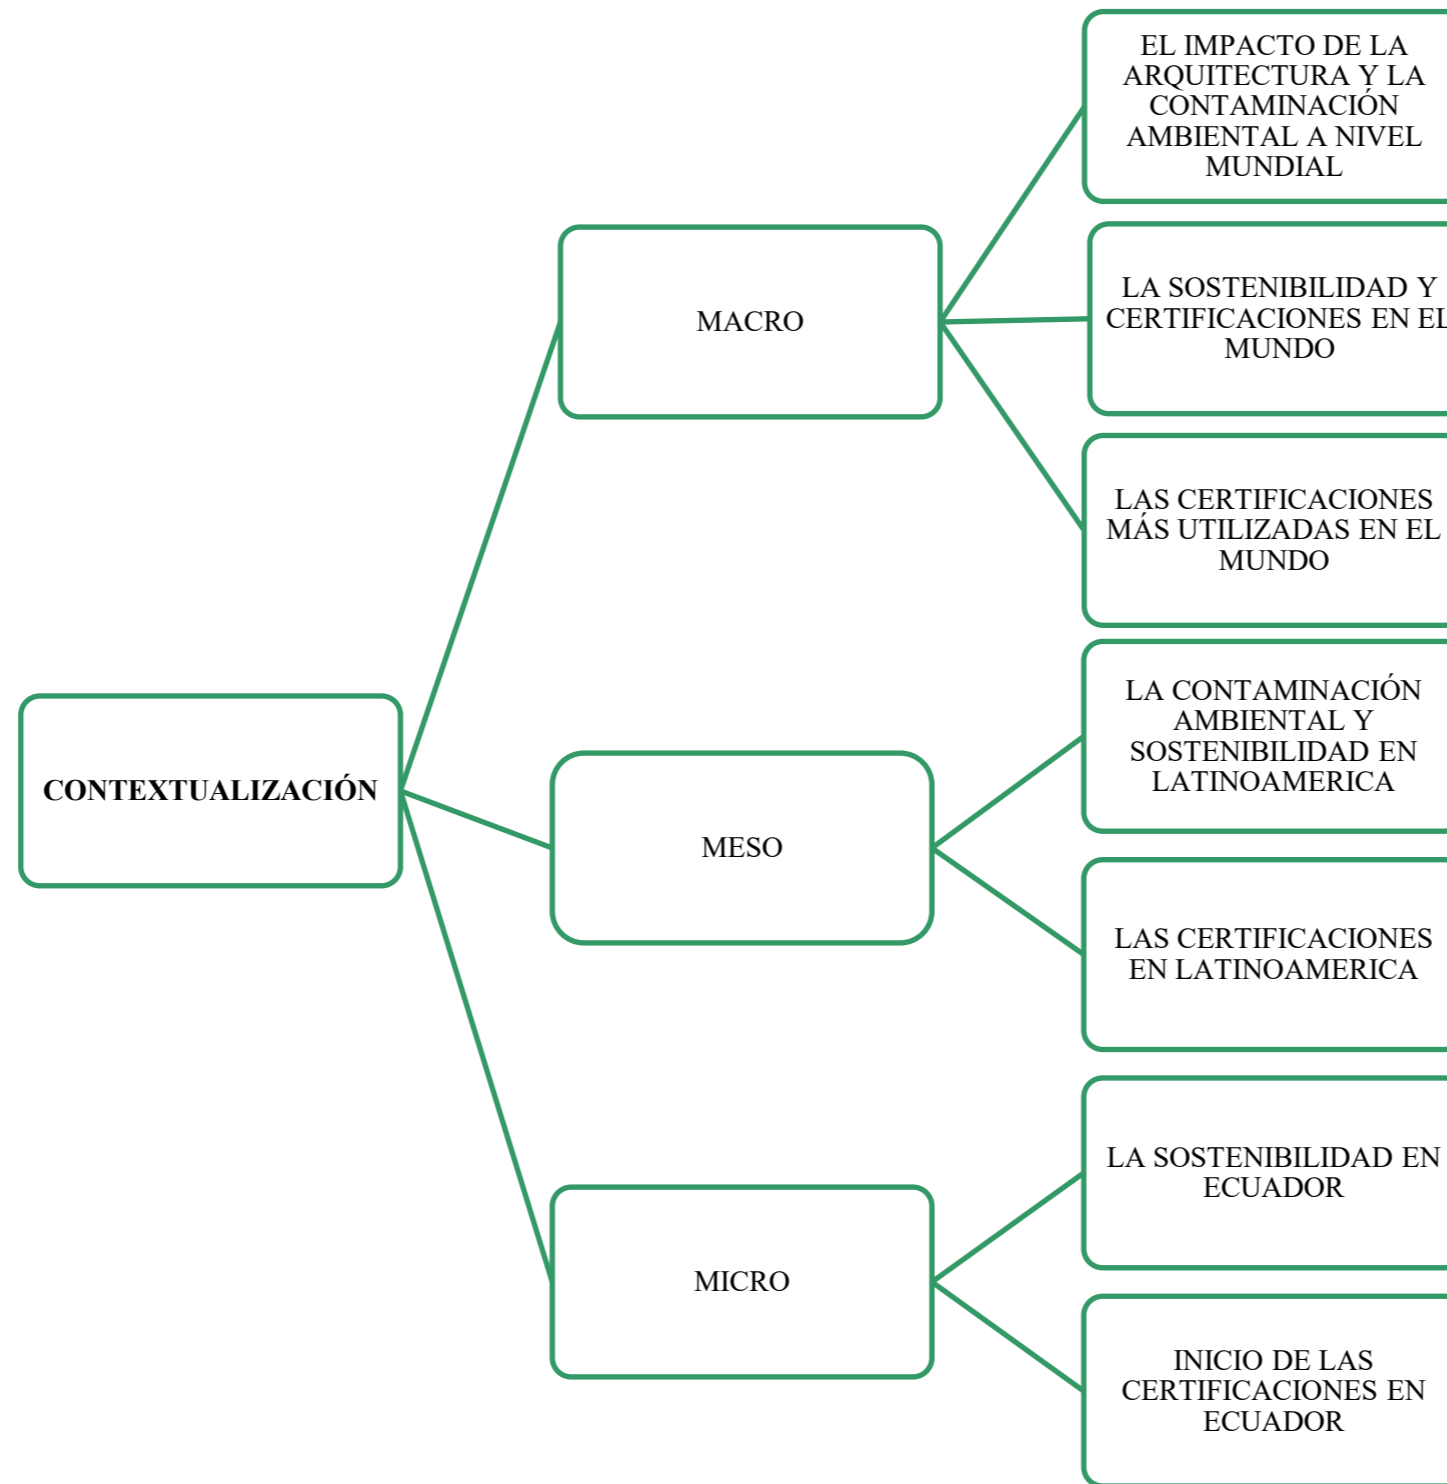 EL IMPACTO DE LA
ARQUITECTURA Y LA
CONTAMINACIÓN
AMBIENTAL A NIVEL
MUNDIAL
MACRO
LA SOSTENIBILIDAD Y
CERTIFICACIONES EN EL
MUNDO
LAS CERTIFICACIONES
MÁS UTILIZADAS EN EL
MUNDO
CONTEXTUALIZACIÓN
MESO
LA CONTAMINACIÓN
AMBIENTAL Y
SOSTENIBILIDAD EN
LATINOAMERICA
LAS CERTIFICACIONES
EN LATINOAMERICA
MICRO
LA SOSTENIBILIDAD EN
ECUADOR
INICIO DE LAS
CERTIFICACIONES EN
ECUADOR